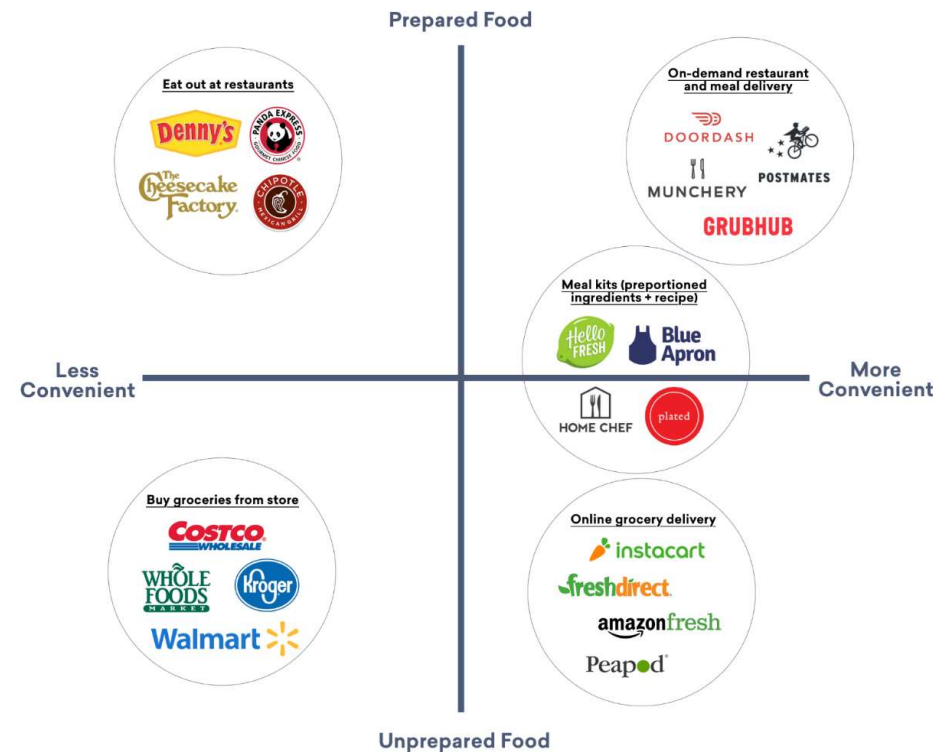 Prepared Food
Eat out at restaurants
Denny's
PANDA EXPRESS
GOURMET CHINESE FOOD
The
Cheesecake
Factory.
CHIPOTLE
MEXICAN GRILL
On-demand restaurant
and meal delivery
DOORDASH
POSTMATES
MUNCHERY
GRUBHUB
Meal kits (preportioned
ingredients + recipe)
Hello
FRESH
Blue
Apron
Less
Convenient
More
Convenient
HOME CHEF
plated
Buy groceries from store
COSTCO
WHOLESALE
WHOLE
FOODS
MARKET
Kroger
Walmart
Online grocery delivery
instacart
freshdirect.
amazonfresh
Peapod
Unprepared Food